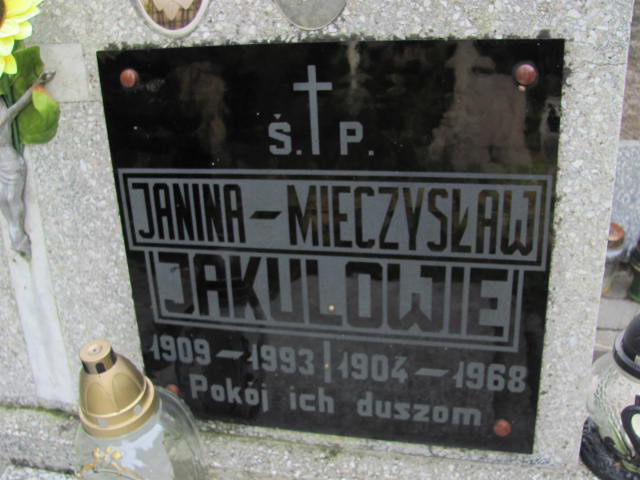 Ś. P.
JANINA - MIECZYSŁAW
JAKULOWIE
1909 - 1993 | 1904 - 1968
Pokój ich duszom